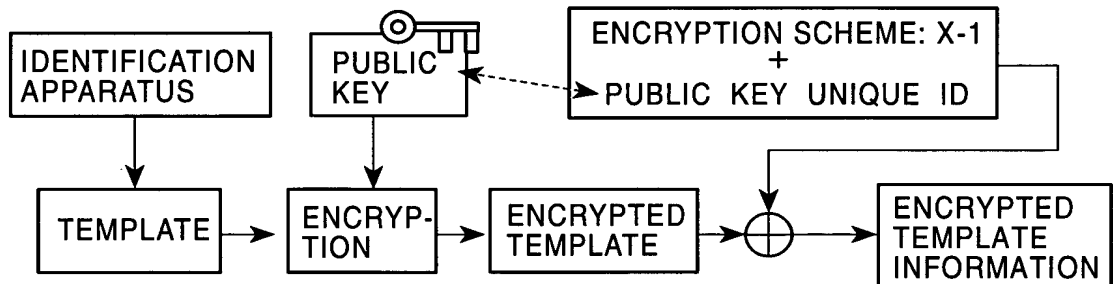 IDENTIFICATION
APPARATUS
PUBLIC
KEY
ENCRYPTION SCHEME: X-1
+
PUBLIC KEY UNIQUE ID
TEMPLATE
ENCRYP-
TION
ENCRYPTED
TEMPLATE
ENCRYPTED
TEMPLATE
INFORMATION